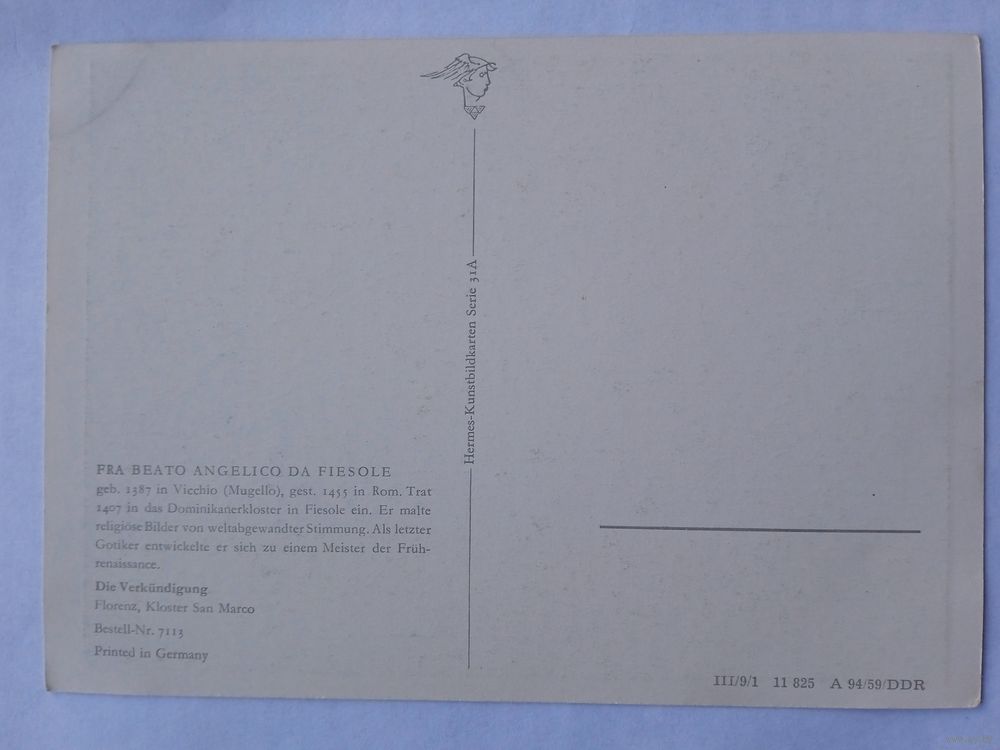 FRA BEATO ANGELICO DA FIESOLE
geb. 1387 in Vicchio (Mugello), gest. 1455 in Rom. Trat
1407 in das Dominikanerkloster in Fiesole ein. Er malte
religiöse Bilder von weltabgewandter Stimmung. Als letzter
Gotiker entwickelte er sich zu einem Meister der Früh-
renaissance.
Die Verkündigung
Florenz, Kloster San Marco
Bestell-Nr. 7113
Printed in Germany
Hermes-Kunstbildkarten Serie 31A
III/9/1 11 825 A 94/59/DDR